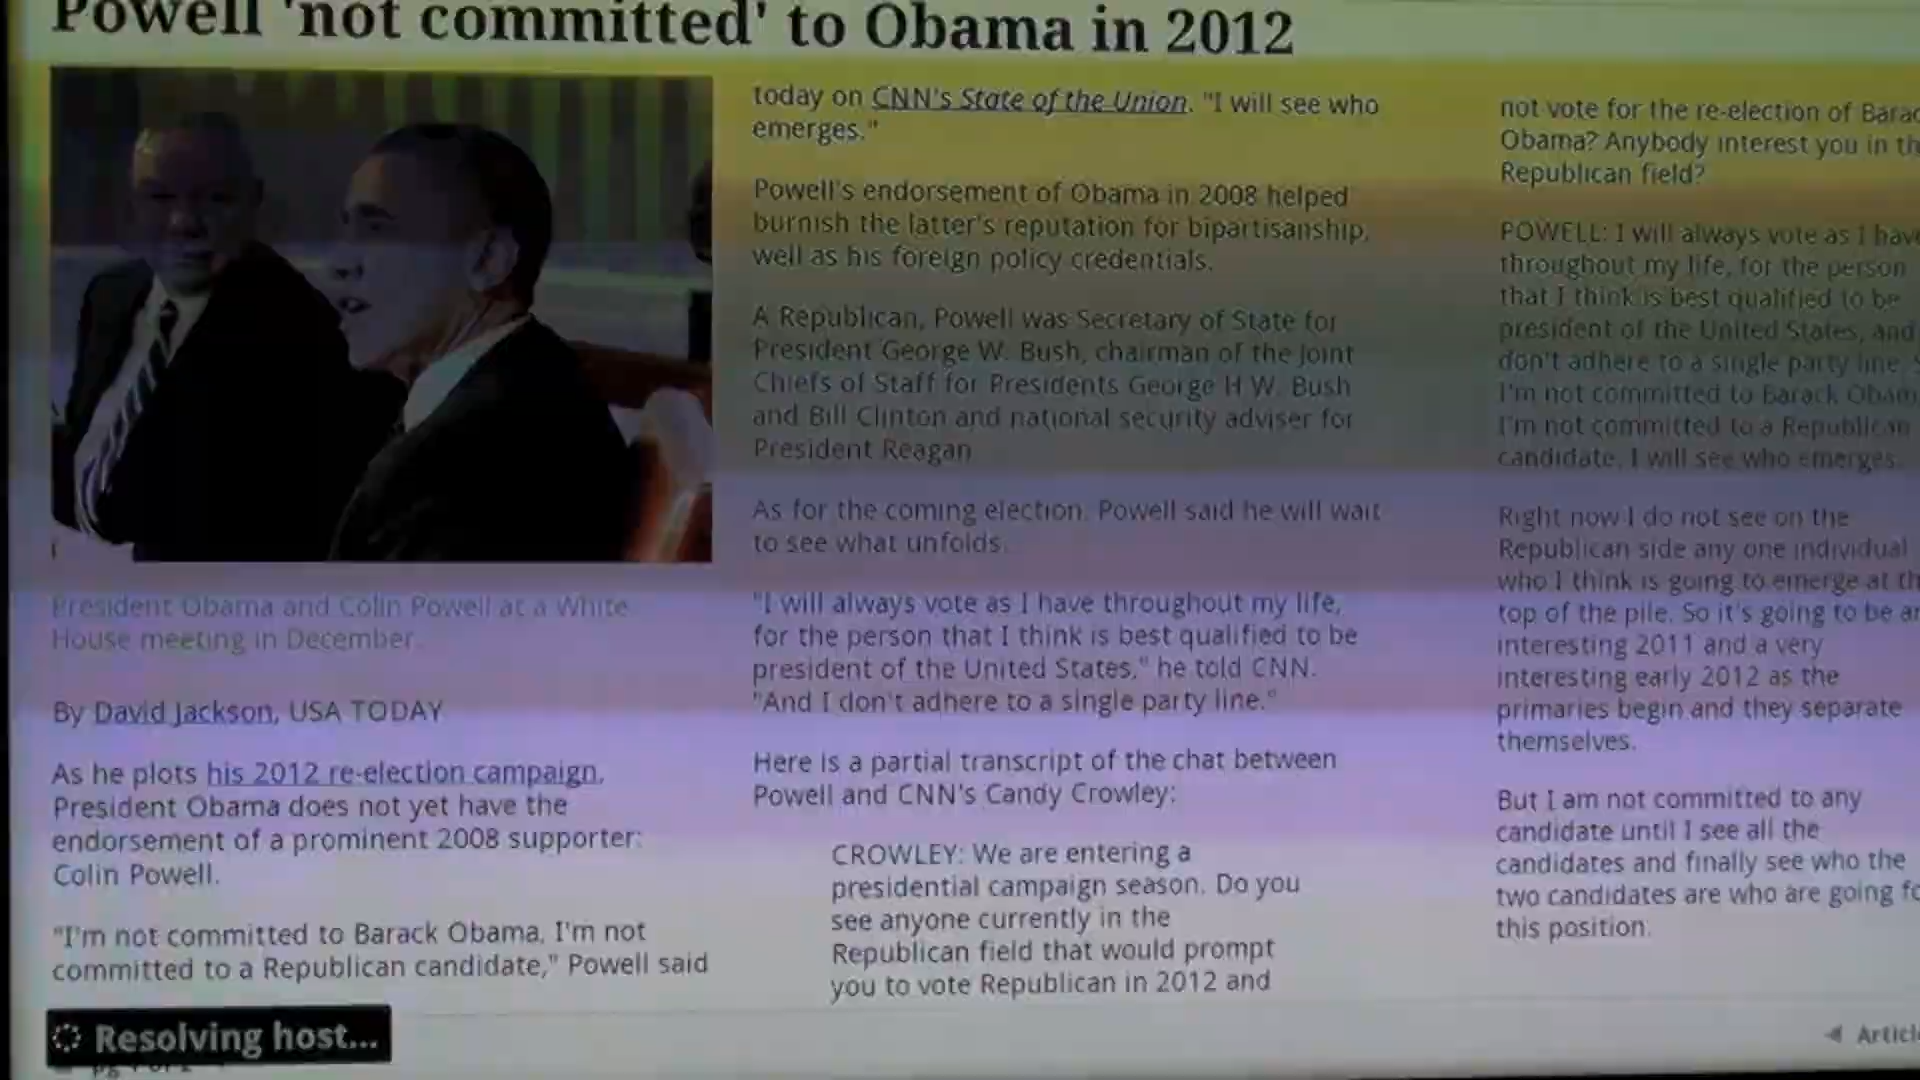 Powell 'not committed' to Obama in 2012
President Obama and Colin Powell at a White
House meeting in December.
By David Jackson, USA TODAY
As he plots his 2012 re-election campaign,
President Obama does not yet have the
endorsement of a prominent 2008 supporter:
Colin Powell.
"I'm not committed to Barack Obama, I'm not
committed to a Republican candidate," Powell said
today on CNN's State of the Union. "I will see who
emerges."
Powell's endorsement of Obama in 2008 helped
burnish the latter's reputation for bipartisanship,
well as his foreign policy credentials.
A Republican, Powell was Secretary of State for
President George W. Bush, chairman of the Joint
Chiefs of Staff for Presidents George H.W. Bush
and Bill Clinton and national security adviser for
President Reagan.
As for the coming election, Powell said he will wait
to see what unfolds.
"I will always vote as I have throughout my life,
for the person that I think is best qualified to be
president of the United States," he told CNN.
"And I don't adhere to a single party line."
Here is a partial transcript of the chat between
Powell and CNN's Candy Crowley:
CROWLEY: We are entering a
presidential campaign season. Do you
see anyone currently in the
Republican field that would prompt
you to vote Republican in 2012 and
not vote for the re-election of
Obama? Anybody interest you in
Republican field?
POWELL: I will always vote as I have
throughout my life, for the person
that I think is best qualified to be
president of the United States, and
don't adhere to a single party line.
I'm not committed to Barack
I'm not committed to a Republican
candidate. I will see who emerges.
Right now I do not see on the
Republican side any one individual
who I think is going to emerge at
top of the pile. So it's going to be
interesting 2011 and a very
interesting early 2012 as the
primaries begin and they separate
themselves.
But I am not committed to any
candidate until I see all the
candidates and finally see who the
two candidates are who are going
this position.
Resolving host...